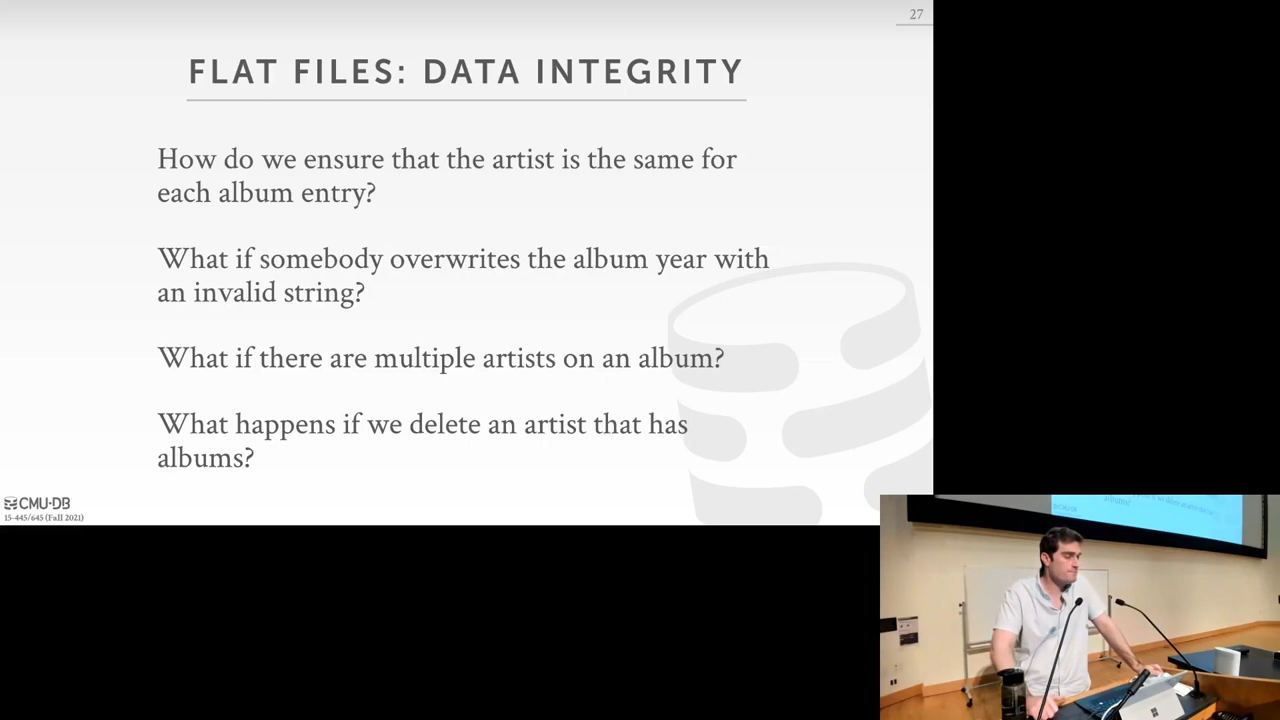 27
FLAT FILES: DATA INTEGRITY
How do we ensure that the artist is the same for
each album entry?
What if somebody overwrites the album year with
an invalid string?
What if there are multiple artists on an album?
What happens if we delete an artist that has
albums?
CMU·DB
15-445/645 (Fall 2021)
albums?